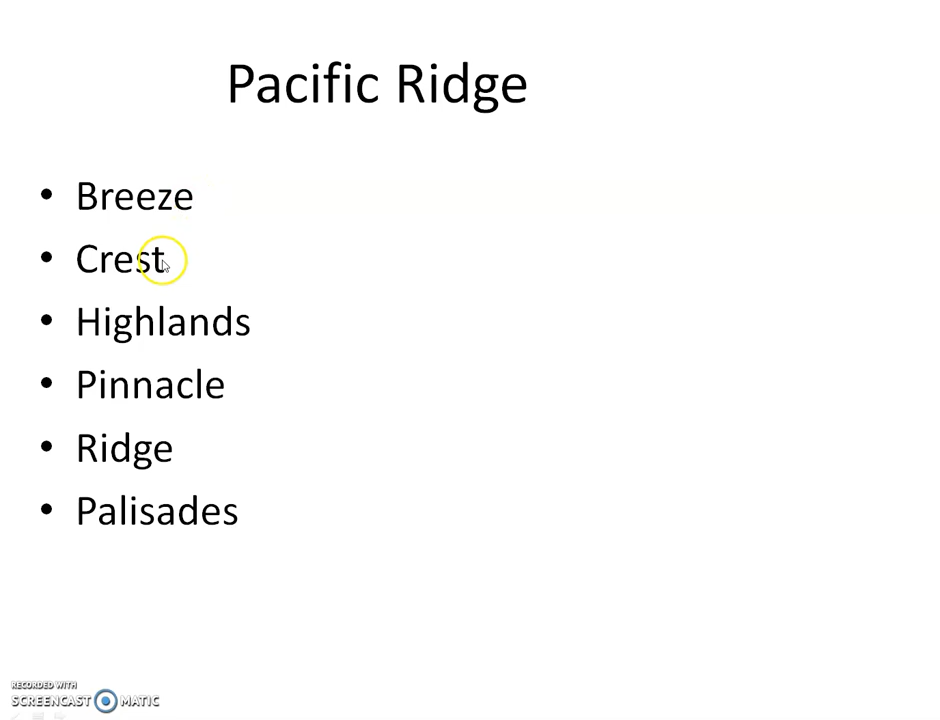 Pacific Ridge
• Breeze
• Crest
• Highlands
• Pinnacle
• Ridge
• Palisades
RECORDED WITH
SCREENCAST MATIC